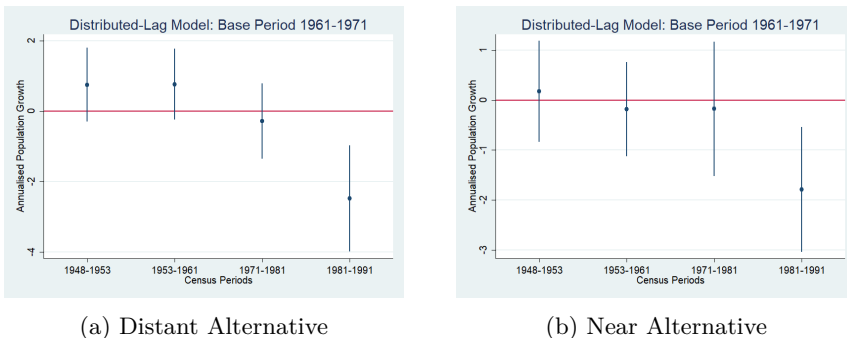 Distributed-Lag Model: Base Period 1961-1971
Annualised Population Growth
2
0
-2
-4
1948-1953 1953-1961 1971-1981 1981-1991
Census Periods
(a) Distant Alternative
Distributed-Lag Model: Base Period 1961-1971
Annualised Population Growth
1
0
-1
-2
-3
1948-1953 1953-1961 1971-1981 1981-1991
Census Periods
(b) Near Alternative